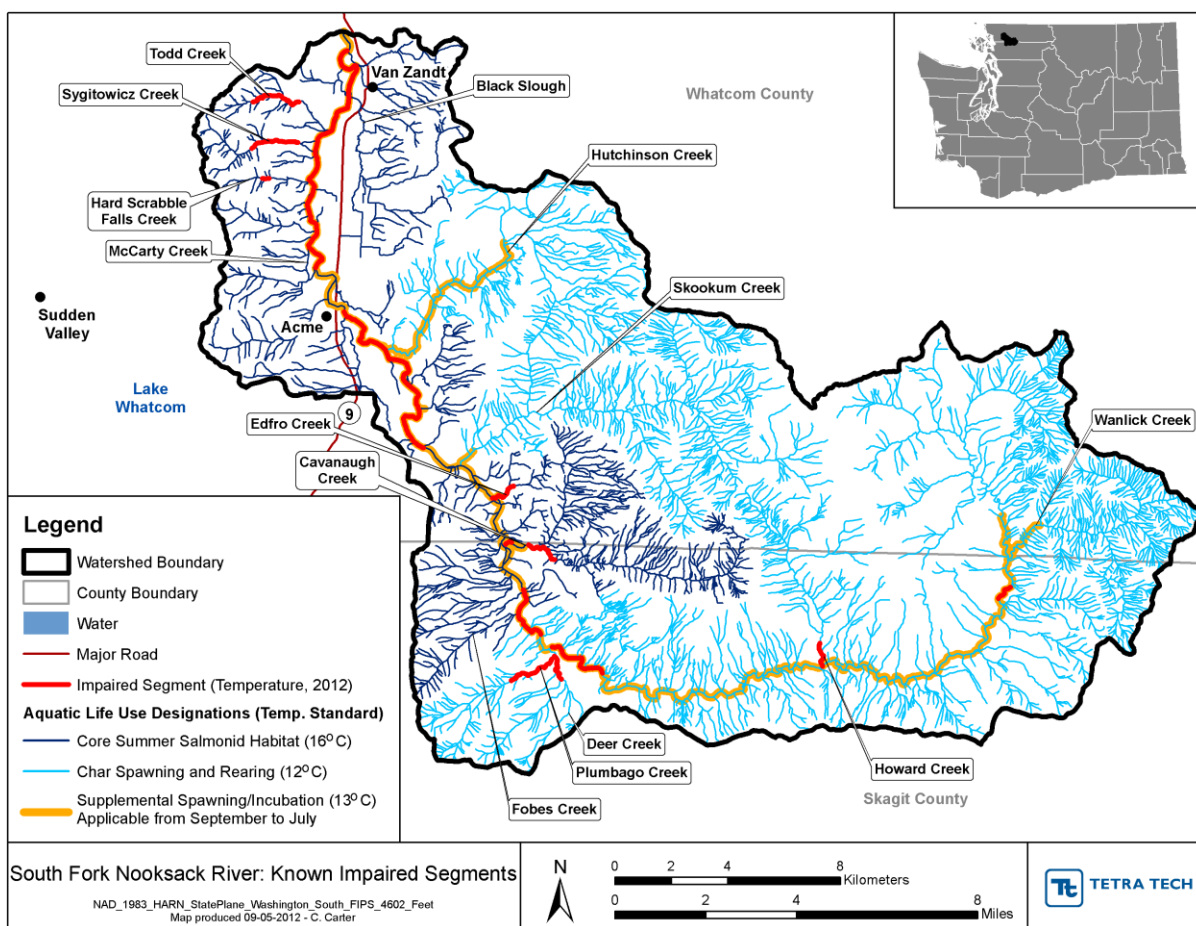 Todd Creek
Van Zandt
Sygitowicz Creek
Black Slough
Whatcom County
Hutchinson Creek
Hard Scrabble
Falls Creek
McCarty Creek
Skookum Creek
Sudden
Valley
Acme
Lake
Whatcom
9
Edfro Creek
Wanlick Creek
Cavanaugh
Creek
Legend
Watershed Boundary
County Boundary
Water
Major Road
Impaired Segment (Temperature, 2012)
Aquatic Life Use Designations (Temp. Standard)
Core Summer Salmonid Habitat (16°C)
Char Spawning and Rearing (12°C)
Supplemental Spawning/Incubation (13°C)
Applicable from September to July
Deer Creek
Plumbago Creek
Howard Creek
Fobes Creek
Skagit County
South Fork Nooksack River: Known Impaired Segments
NAD_1983_HARN_StatePlane_Washington_South_FIPS_4602_Feet
Map produced 09-05-2012 - C. Carter
N
0 2 4 8
Kilometers
0 2 4 8
Miles
Tt TETRA TECH